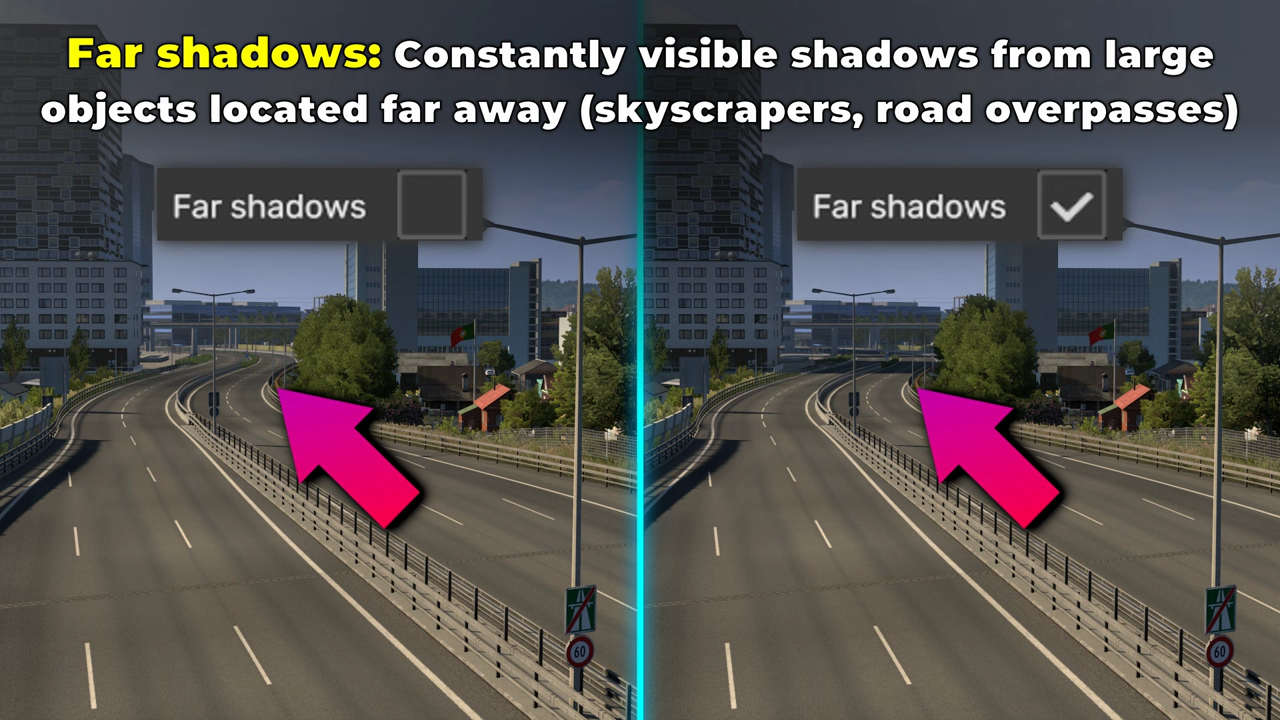 Far shadows: Constantly visible shadows from large
objects located far away (skyscrapers, road overpasses)
Far shadows
Far shadows
60
60